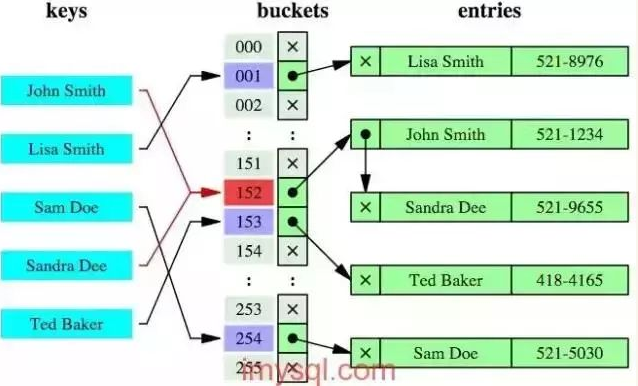 keys
buckets
entries
John Smith
Lisa Smith
Sam Doe
Sandra Dee
Ted Baker
000
001
002
: :
151
152
153
154
: :
253
254
255
Lisa Smith 521-8976
John Smith 521-1234
Sandra Dee 521-9655
Ted Baker 418-4165
Sam Doe 521-5030
imysql.com